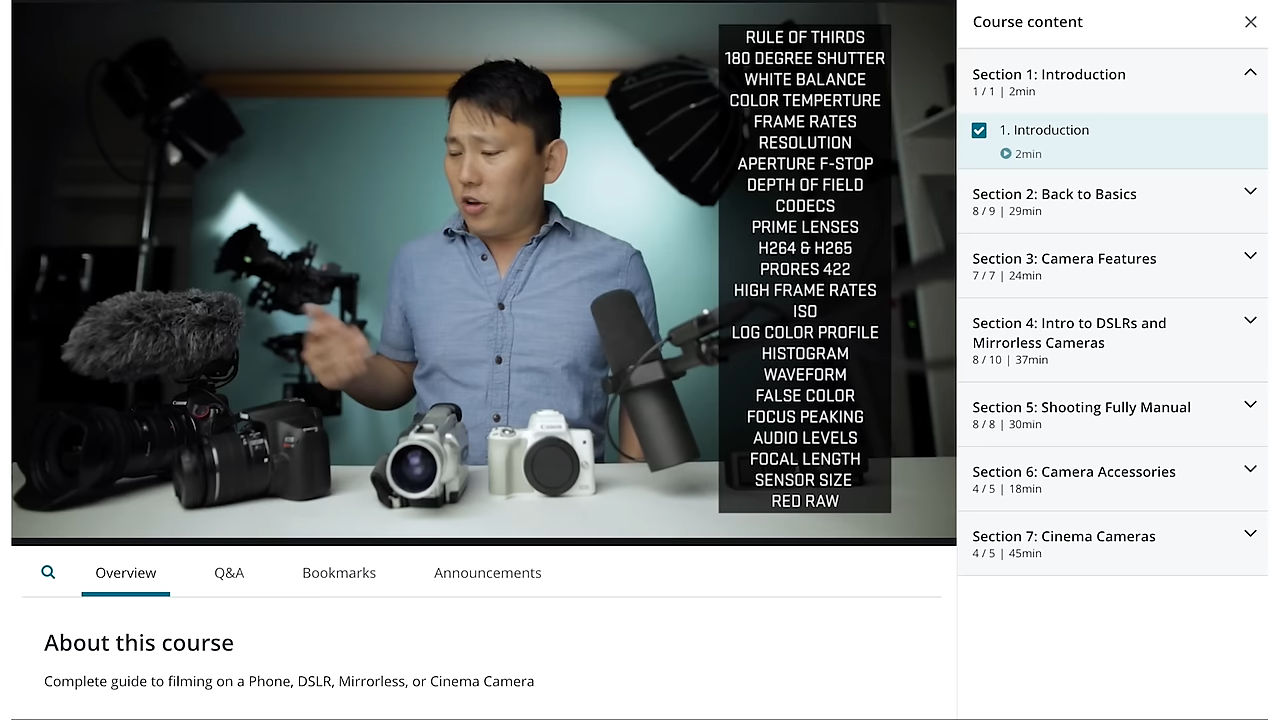 RULE OF THIRDS
180 DEGREE SHUTTER
WHITE BALANCE
COLOR TEMPERTURE
FRAME RATES
RESOLUTION
APERTURE F-STOP
DEPTH OF FIELD
CODECS
PRIME LENSES
H264 & H265
PRORES 422
HIGH FRAME RATES
ISO
LOG COLOR PROFILE
HISTOGRAM
WAVEFORM
FALSE COLOR
FOCUS PEAKING
AUDIO LEVELS
FOCAL LENGTH
SENSOR SIZE
RED RAW
Canon
Canon
Course content
Section 1: Introduction
1 / 1 | 2min
1. Introduction
2min
Section 2: Back to Basics
8 / 9 | 29min
Section 3: Camera Features
7 / 7 | 24min
Section 4: Intro to DSLRs and
Mirrorless Cameras
8 / 10 | 37min
Section 5: Shooting Fully Manual
8 / 8 | 30min
Section 6: Camera Accessories
4 / 5 | 18min
Section 7: Cinema Cameras
4 / 5 | 45min
Overview
Q&A
Bookmarks
Announcements
About this course
Complete guide to filming on a Phone, DSLR, Mirrorless, or Cinema Camera